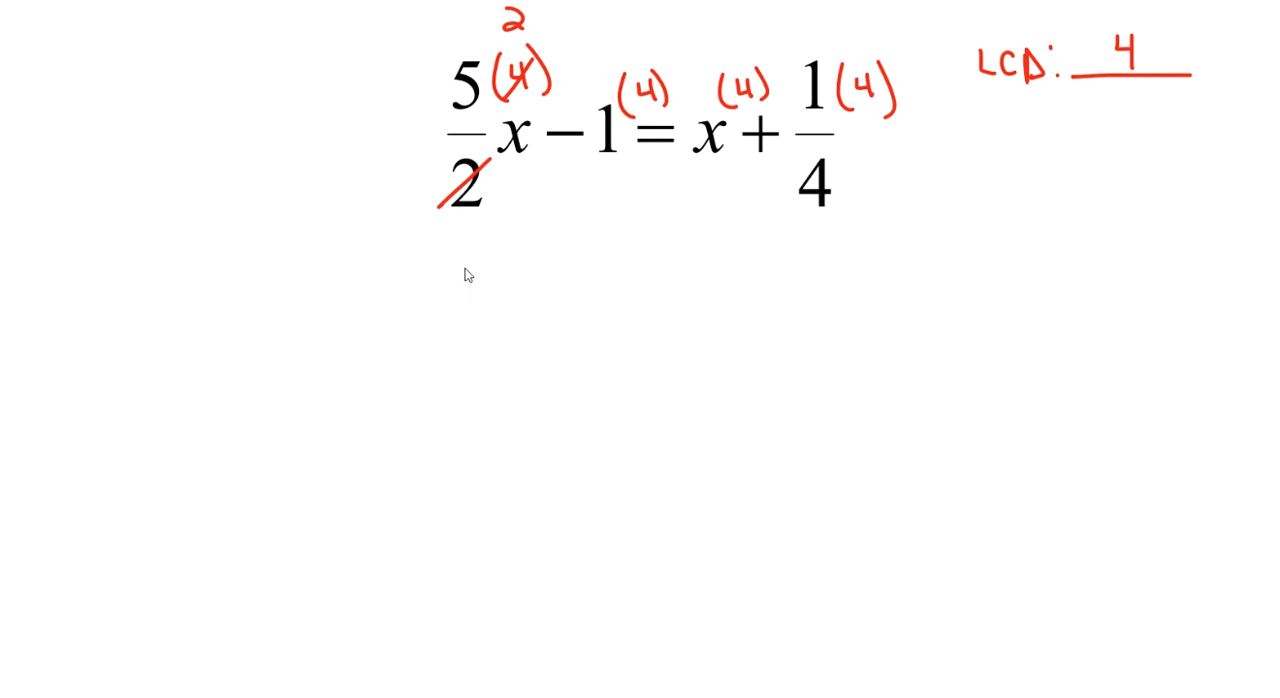 2
5(4)/2 x − 1(4) = x(4) + 1(4)/4
LCD: 4